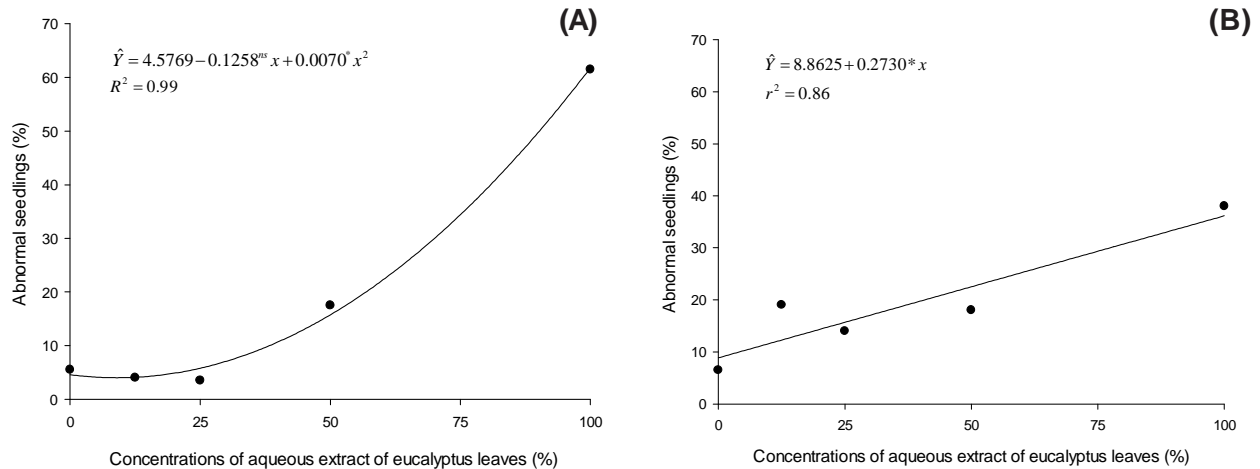 (A)
70
60
50
40
30
20
10
0
Abnormal seedlings (%)
Ŷ = 4.5769 − 0.1258ⁿˢ x + 0.0070* x²
R² = 0.99
0 25 50 75 100
Concentrations of aqueous extract of eucalyptus leaves (%)
(B)
70
60
50
40
30
20
10
0
Abnormal seedlings (%)
Ŷ = 8.8625 + 0.2730* x
r² = 0.86
0 25 50 75 100
Concentrations of aqueous extract of eucalyptus leaves (%)